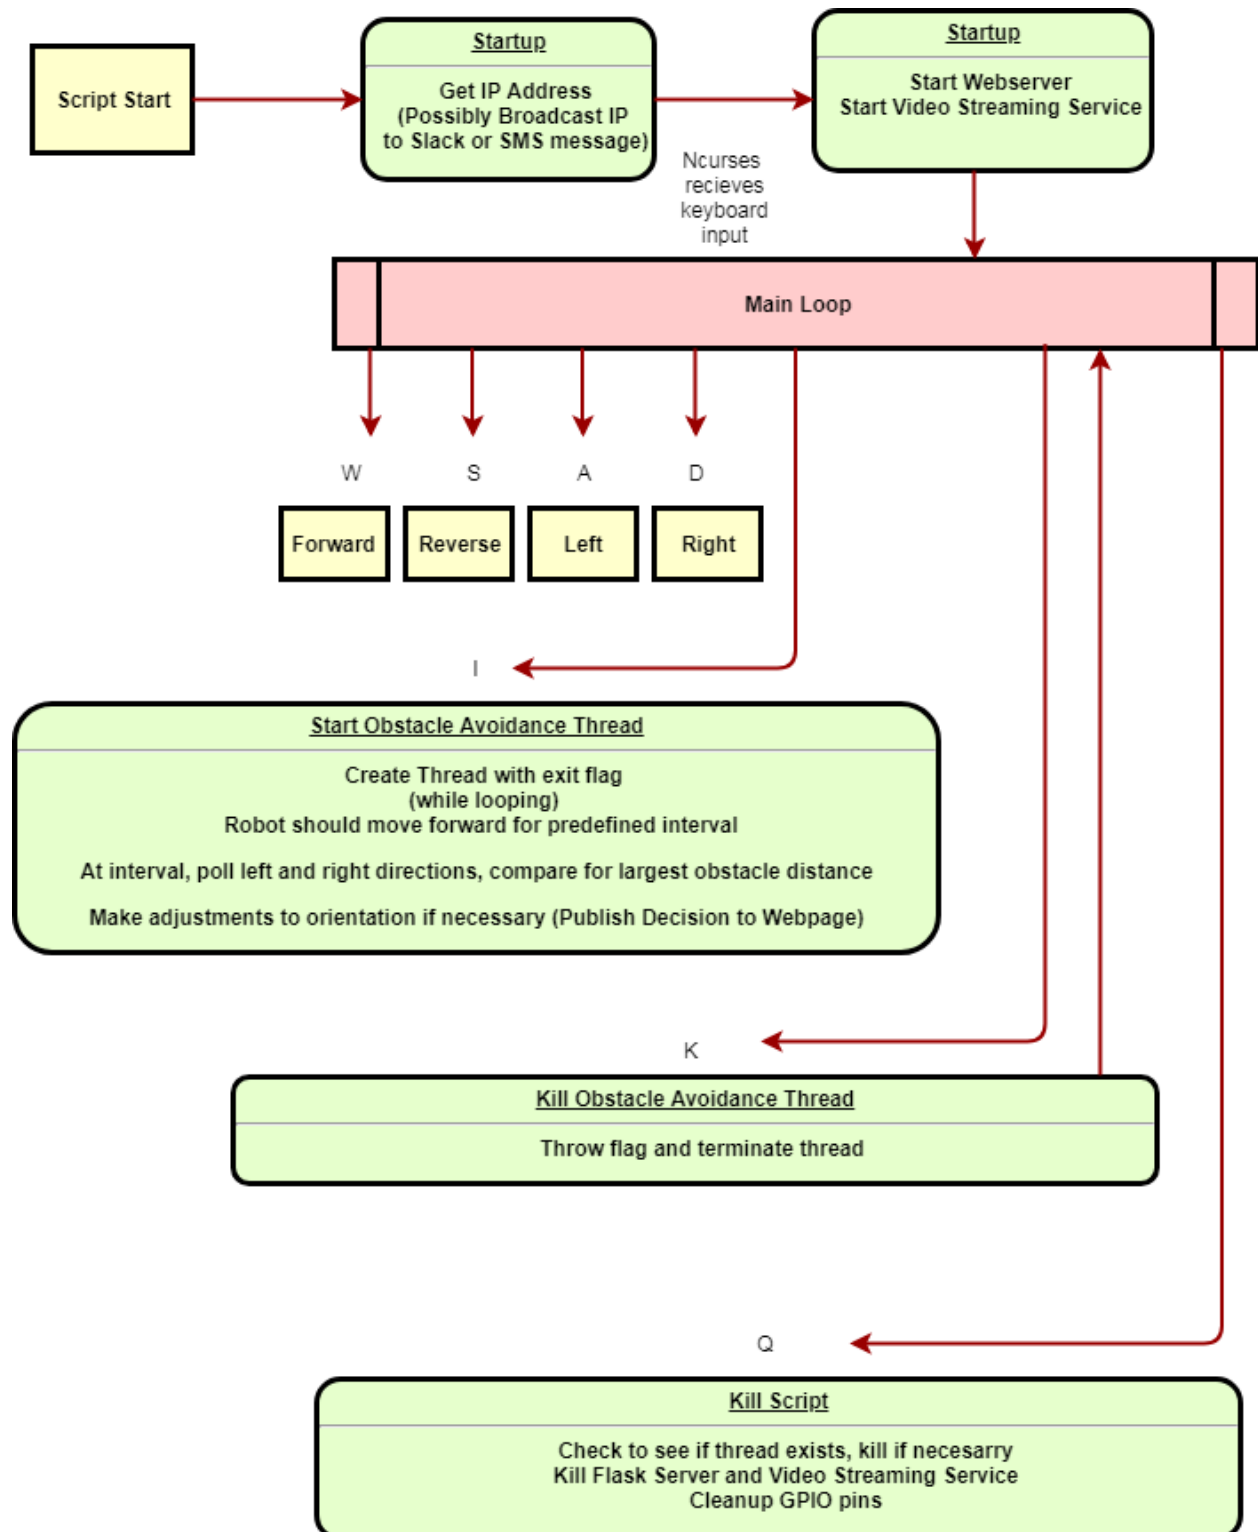 Script Start
Startup
Get IP Address
(Possibly Broadcast IP
to Slack or SMS message)
Startup
Start Webserver
Start Video Streaming Service
Ncurses
recieves
keyboard
input
Main Loop
W
S
A
D
Forward
Reverse
Left
Right
I
Start Obstacle Avoidance Thread
Create Thread with exit flag
(while looping)
Robot should move forward for predefined interval
At interval, poll left and right directions, compare for largest obstacle distance
Make adjustments to orientation if necessary (Publish Decision to Webpage)
K
Kill Obstacle Avoidance Thread
Throw flag and terminate thread
Q
Kill Script
Check to see if thread exists, kill if necesarry
Kill Flask Server and Video Streaming Service
Cleanup GPIO pins